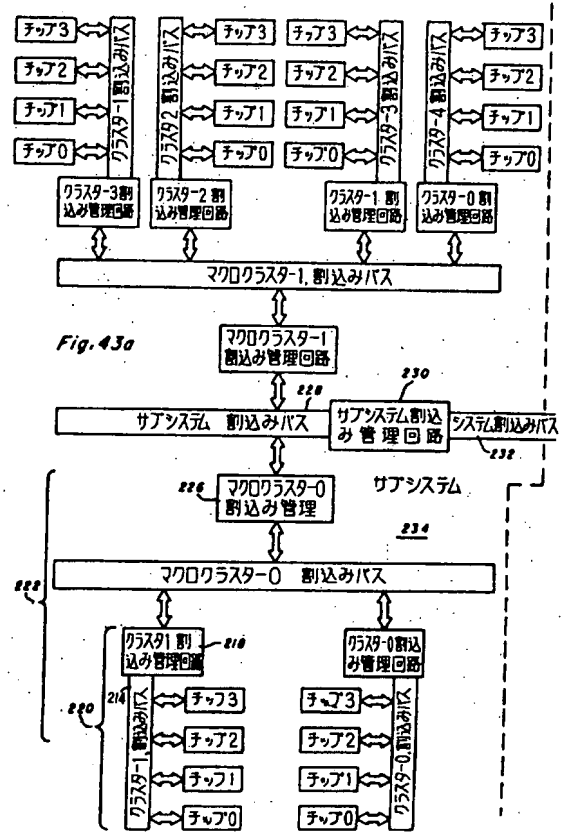 チップ3
チップ2
チップ1
チップ0
クラスター1 割込みバス
クラスター3割
込み管理回路
クラスター2 割込みバス
チップ3
チップ2
チップ1
チップ0
クラスター2 割
込み管理回路
チップ3
チップ2
チップ1
チップ0
クラスター3 割込みバス
クラスター1 割
込み管理回路
クラスター4 割込みバス
チップ3
チップ2
チップ1
チップ0
クラスター0 割
込み管理回路
マクロクラスター1, 割込みバス
Fig.43a
マクロクラスター1
割込み管理回路
228
サブシステム 割込みバス
230
サブシステム割込
み管理回路
システム割込みバス
232
226
マクロクラスター0
割込み管理
サブシステム
234
マクロクラスター0 割込みバス
222
220
クラスター1 割
込み管理回路
218
214
クラスター1, 割込みバス
チップ3
チップ2
チップ1
チップ0
クラスター0割込
み管理回路
チップ3
チップ2
チップ1
チップ0
クラスター0, 割込みバス